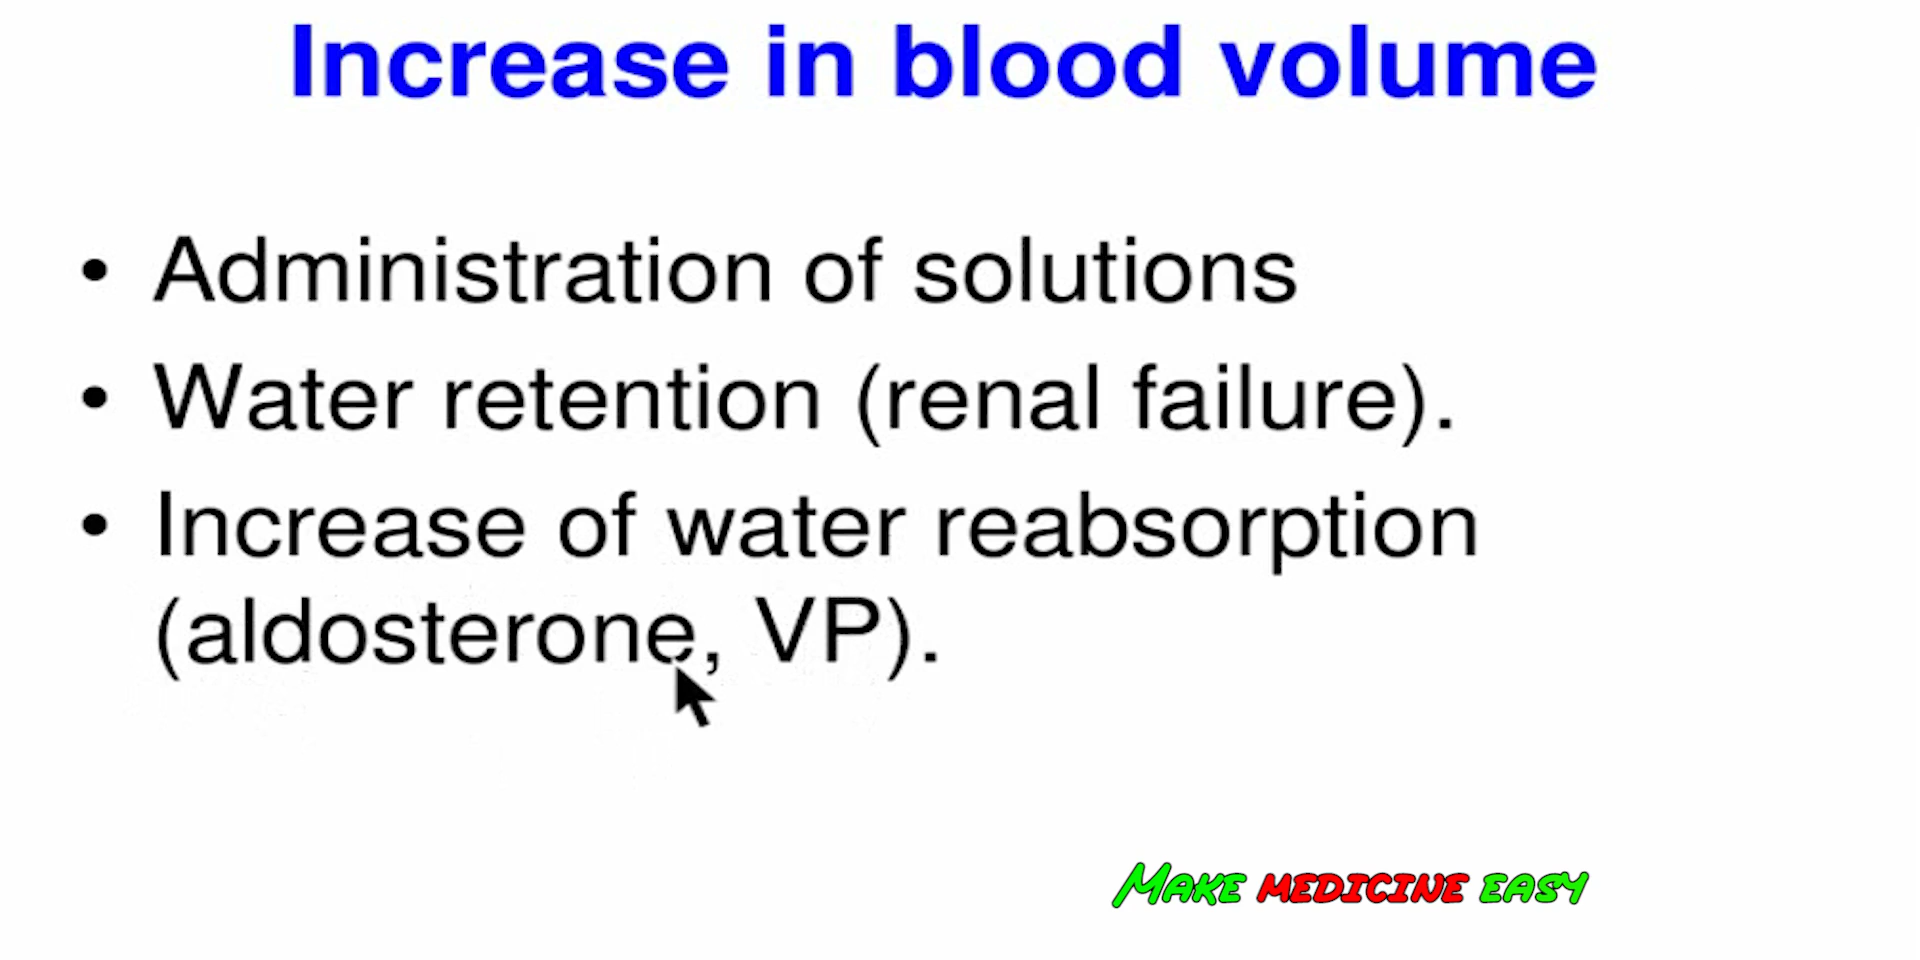 Increase in blood volume
• Administration of solutions
• Water retention (renal failure).
• Increase of water reabsorption
(aldosterone, VP).
MAKE MEDICINE EASY